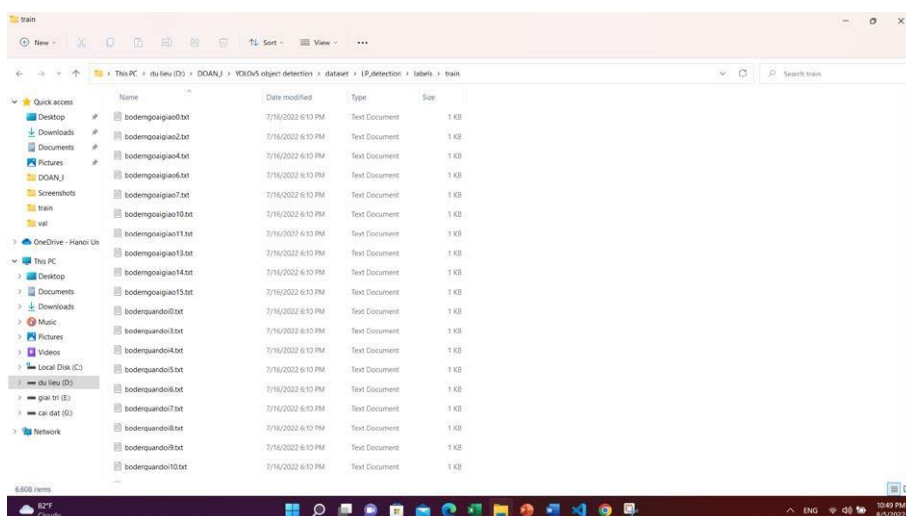 train
New
Sort
View
This PC > du lieu (D:) > DOAN_I > YOLOv5 object detection > dataset > LP_detection > labels > train
Search train
Quick access
Desktop
Downloads
Documents
Pictures
DOAN_I
Screenshots
train
val
OneDrive - Hanoi Un
This PC
Desktop
Documents
Downloads
Music
Pictures
Videos
Local Disk (C:)
du lieu (D:)
giai tri (E:)
cai dat (G:)
Network
Name Date modified Type Size
bodemgoaigiao0.txt 7/16/2022 6:10 PM Text Document 1 KB
bodemgoaigiao2.txt 7/16/2022 6:10 PM Text Document 1 KB
bodemgoaigiao4.txt 7/16/2022 6:10 PM Text Document 1 KB
bodemgoaigiao6.txt 7/16/2022 6:10 PM Text Document 1 KB
bodemgoaigiao7.txt 7/16/2022 6:10 PM Text Document 1 KB
bodemgoaigiao10.txt 7/16/2022 6:10 PM Text Document 1 KB
bodemgoaigiao11.txt 7/16/2022 6:10 PM Text Document 1 KB
bodemgoaigiao13.txt 7/16/2022 6:10 PM Text Document 1 KB
bodemgoaigiao14.txt 7/16/2022 6:10 PM Text Document 1 KB
bodemgoaigiao15.txt 7/16/2022 6:10 PM Text Document 1 KB
boderquandoi0.txt 7/16/2022 6:10 PM Text Document 1 KB
boderquandoi3.txt 7/16/2022 6:10 PM Text Document 1 KB
boderquandoi4.txt 7/16/2022 6:10 PM Text Document 1 KB
boderquandoi5.txt 7/16/2022 6:10 PM Text Document 1 KB
boderquandoi6.txt 7/16/2022 6:10 PM Text Document 1 KB
boderquandoi7.txt 7/16/2022 6:10 PM Text Document 1 KB
boderquandoi8.txt 7/16/2022 6:10 PM Text Document 1 KB
boderquandoi9.txt 7/16/2022 6:10 PM Text Document 1 KB
boderquandoi10.txt 7/16/2022 6:10 PM Text Document 1 KB
6,608 items
82°F
Cloudy
ENG
10:49 PM
8/5/2022